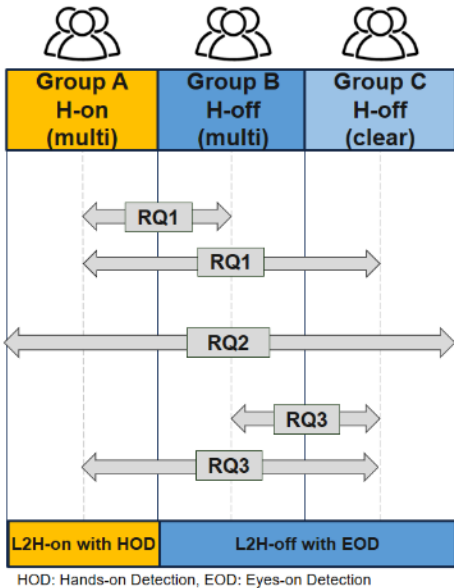 Group A
H-on
(multi)
Group B
H-off
(multi)
Group C
H-off
(clear)
RQ1
RQ1
RQ2
RQ3
RQ3
L2H-on with HOD
L2H-off with EOD
HOD: Hands-on Detection, EOD: Eyes-on Detection